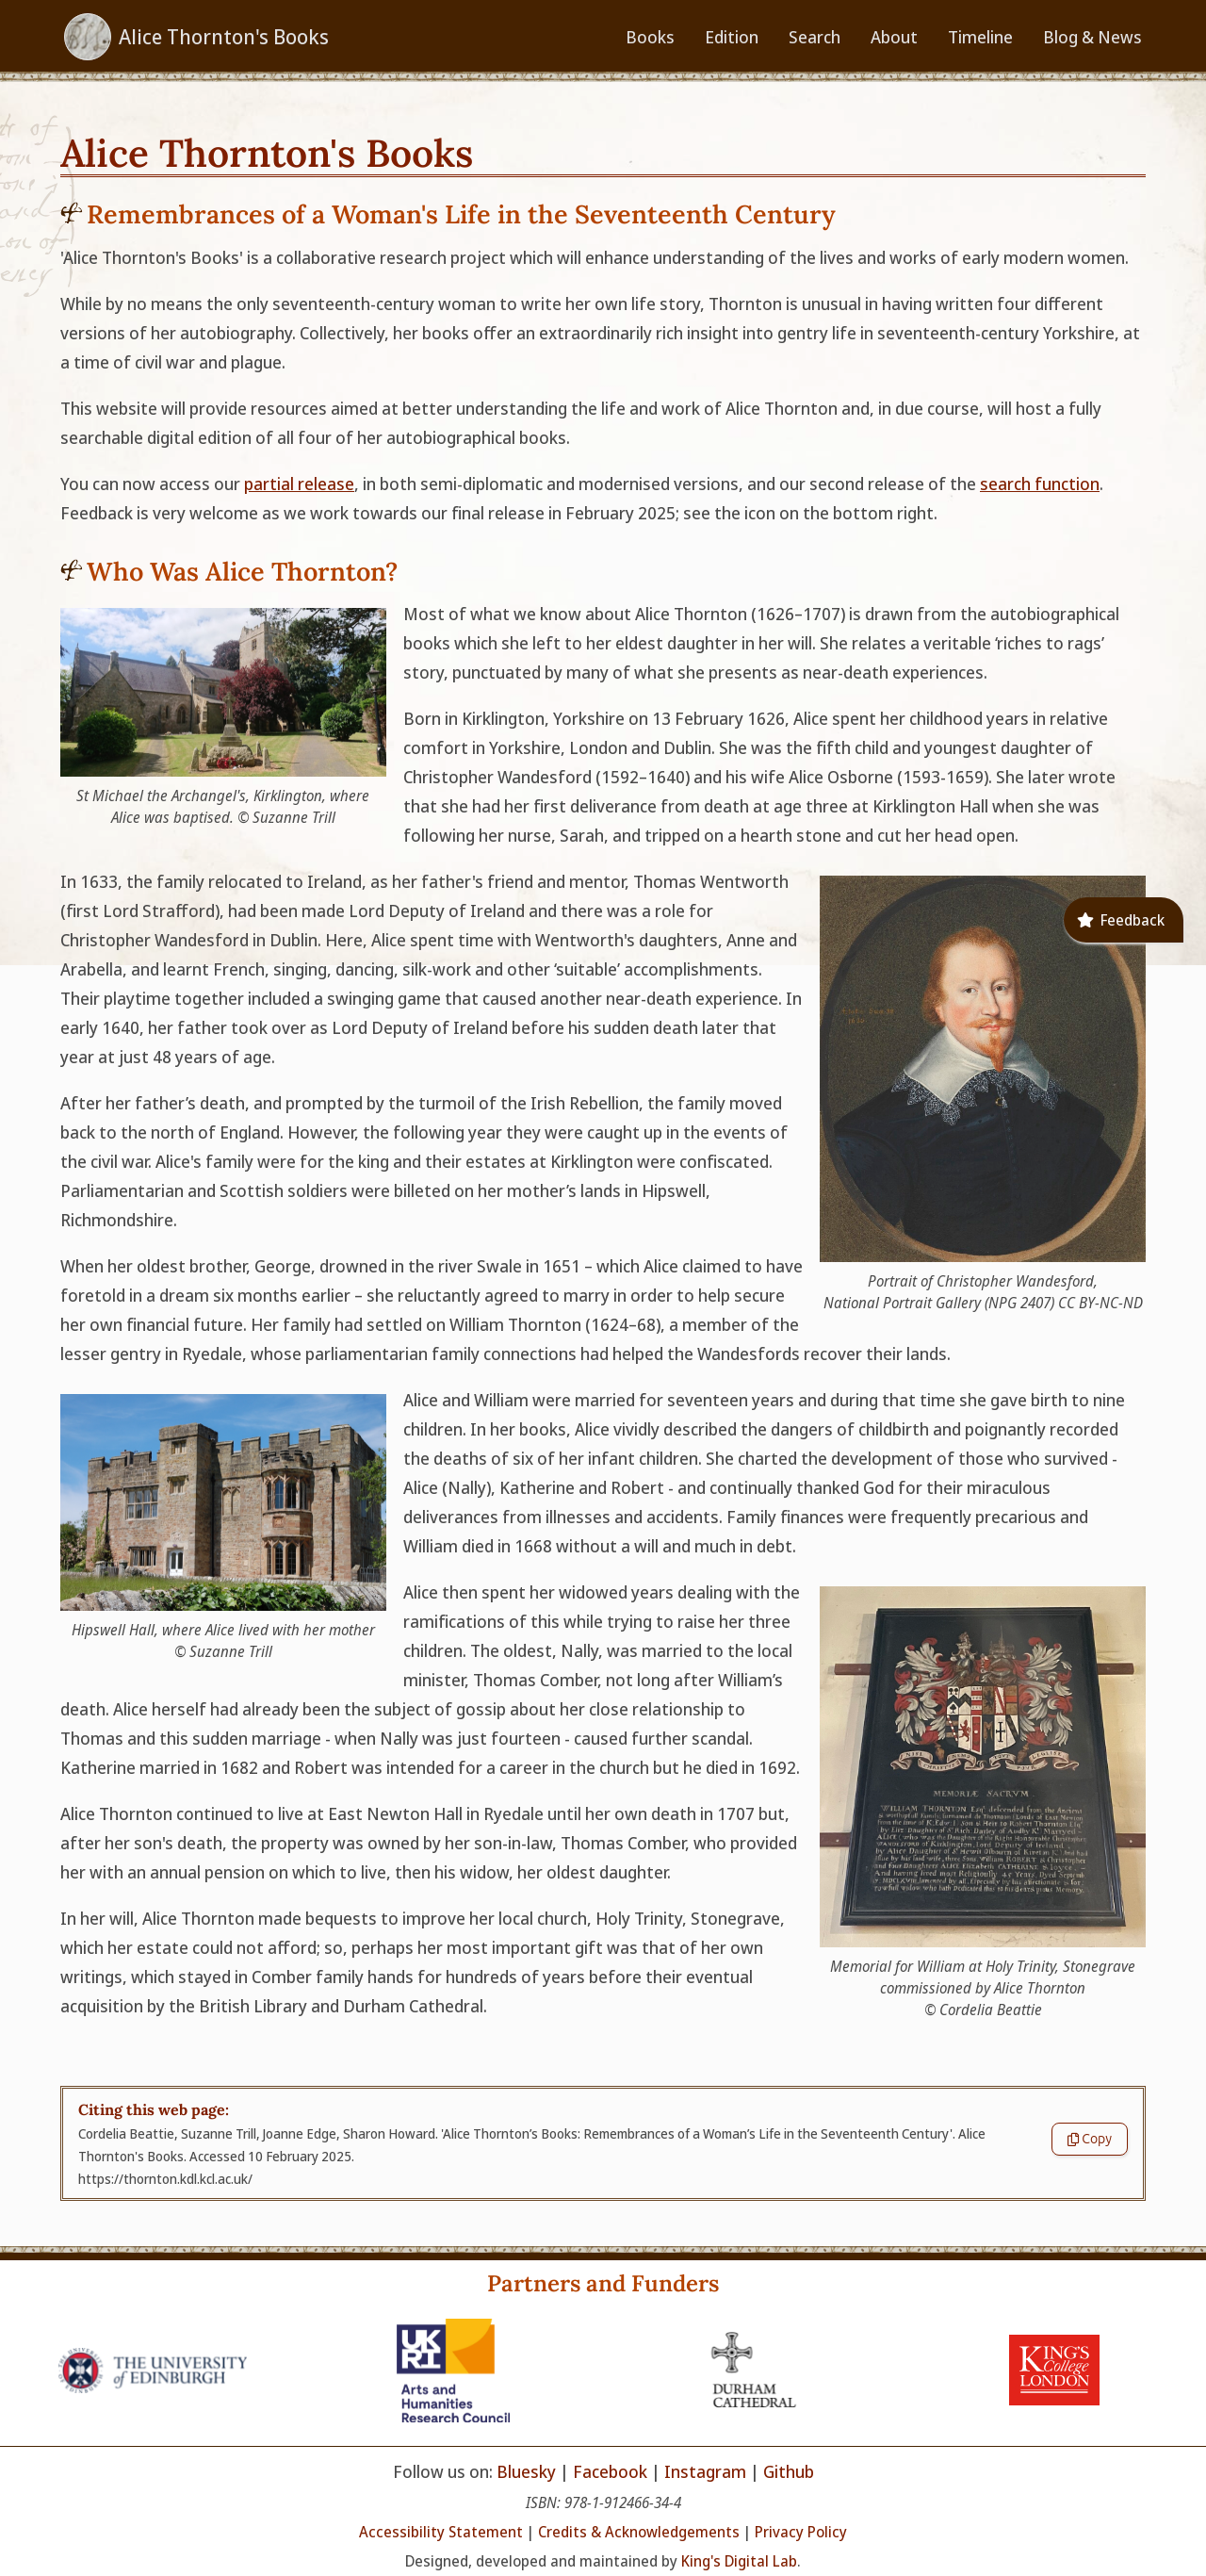 Alice Thornton's Books
Books Edition Search About Timeline Blog & News
Alice Thornton's Books
Remembrances of a Woman's Life in the Seventeenth Century
'Alice Thornton's Books' is a collaborative research project which will enhance understanding of the lives and works of early modern women.
While by no means the only seventeenth-century woman to write her own life story, Thornton is unusual in having written four different
versions of her autobiography. Collectively, her books offer an extraordinarily rich insight into gentry life in seventeenth-century Yorkshire, at
a time of civil war and plague.
This website will provide resources aimed at better understanding the life and work of Alice Thornton and, in due course, will host a fully
searchable digital edition of all four of her autobiographical books.
You can now access our partial release, in both semi-diplomatic and modernised versions, and our second release of the search function.
Feedback is very welcome as we work towards our final release in February 2025; see the icon on the bottom right.
Who Was Alice Thornton?
Most of what we know about Alice Thornton (1626–1707) is drawn from the autobiographical
books which she left to her eldest daughter in her will. She relates a veritable ‘riches to rags’
story, punctuated by many of what she presents as near-death experiences.
St Michael the Archangel's, Kirklington, where
Alice was baptised. © Suzanne Trill
Born in Kirklington, Yorkshire on 13 February 1626, Alice spent her childhood years in relative
comfort in Yorkshire, London and Dublin. She was the fifth child and youngest daughter of
Christopher Wandesford (1592–1640) and his wife Alice Osborne (1593-1659). She later wrote
that she had her first deliverance from death at age three at Kirklington Hall when she was
following her nurse, Sarah, and tripped on a hearth stone and cut her head open.
In 1633, the family relocated to Ireland, as her father's friend and mentor, Thomas Wentworth
(first Lord Strafford), had been made Lord Deputy of Ireland and there was a role for
Christopher Wandesford in Dublin. Here, Alice spent time with Wentworth's daughters, Anne and
Arabella, and learnt French, singing, dancing, silk-work and other ‘suitable’ accomplishments.
Their playtime together included a swinging game that caused another near-death experience. In
early 1640, her father took over as Lord Deputy of Ireland before his sudden death later that
year at just 48 years of age.
Feedback
After her father’s death, and prompted by the turmoil of the Irish Rebellion, the family moved
back to the north of England. However, the following year they were caught up in the events of
the civil war. Alice's family were for the king and their estates at Kirklington were confiscated.
Parliamentarian and Scottish soldiers were billeted on her mother’s lands in Hipswell,
Richmondshire.
Portrait of Christopher Wandesford,
National Portrait Gallery (NPG 2407) CC BY-NC-ND
When her oldest brother, George, drowned in the river Swale in 1651 – which Alice claimed to have
foretold in a dream six months earlier – she reluctantly agreed to marry in order to help secure
her own financial future. Her family had settled on William Thornton (1624–68), a member of the
lesser gentry in Ryedale, whose parliamentarian family connections had helped the Wandesfords recover their lands.
Alice and William were married for seventeen years and during that time she gave birth to nine
children. In her books, Alice vividly described the dangers of childbirth and poignantly recorded
the deaths of six of her infant children. She charted the development of those who survived -
Alice (Nally), Katherine and Robert - and continually thanked God for their miraculous
deliverances from illnesses and accidents. Family finances were frequently precarious and
William died in 1668 without a will and much in debt.
Hipswell Hall, where Alice lived with her mother
© Suzanne Trill
Alice then spent her widowed years dealing with the
ramifications of this while trying to raise her three
children. The oldest, Nally, was married to the local
minister, Thomas Comber, not long after William’s
death. Alice herself had already been the subject of gossip about her close relationship to
Thomas and this sudden marriage - when Nally was just fourteen - caused further scandal.
Katherine married in 1682 and Robert was intended for a career in the church but he died in 1692.
MEMORIÆ SACRVM
Alice Thornton continued to live at East Newton Hall in Ryedale until her own death in 1707 but,
after her son's death, the property was owned by her son-in-law, Thomas Comber, who provided
her with an annual pension on which to live, then his widow, her oldest daughter.
In her will, Alice Thornton made bequests to improve her local church, Holy Trinity, Stonegrave,
which her estate could not afford; so, perhaps her most important gift was that of her own
writings, which stayed in Comber family hands for hundreds of years before their eventual
acquisition by the British Library and Durham Cathedral.
Memorial for William at Holy Trinity, Stonegrave
commissioned by Alice Thornton
© Cordelia Beattie
Citing this web page:
Cordelia Beattie, Suzanne Trill, Joanne Edge, Sharon Howard. 'Alice Thornton’s Books: Remembrances of a Woman’s Life in the Seventeenth Century'. Alice
Thornton's Books. Accessed 10 February 2025.
https://thornton.kdl.kcl.ac.uk/
Copy
Partners and Funders
THE UNIVERSITY
of EDINBURGH
UK
RI
Arts and
Humanities
Research Council
DURHAM
CATHEDRAL
KING'S
College
LONDON
Follow us on: Bluesky | Facebook | Instagram | Github
ISBN: 978-1-912466-34-4
Accessibility Statement | Credits & Acknowledgements | Privacy Policy
Designed, developed and maintained by King's Digital Lab.